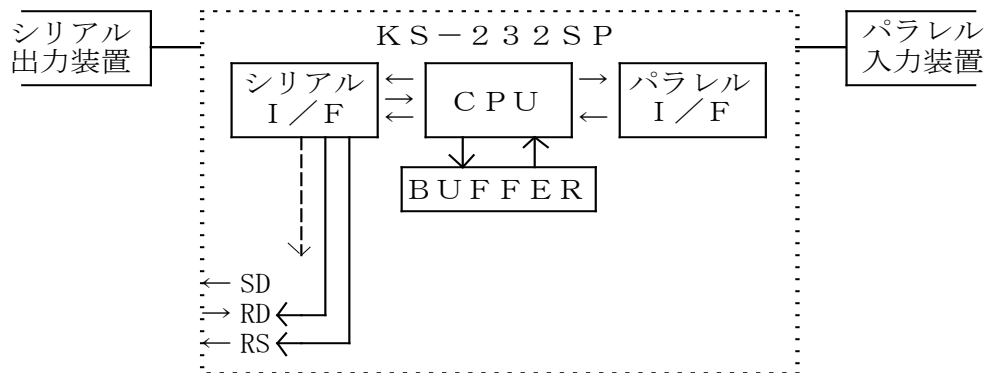 シリアル
出力装置
KS-232SP
パラレル
入力装置
シリアル
I/F
CPU
パラレル
I/F
BUFFER
SD
RD
RS